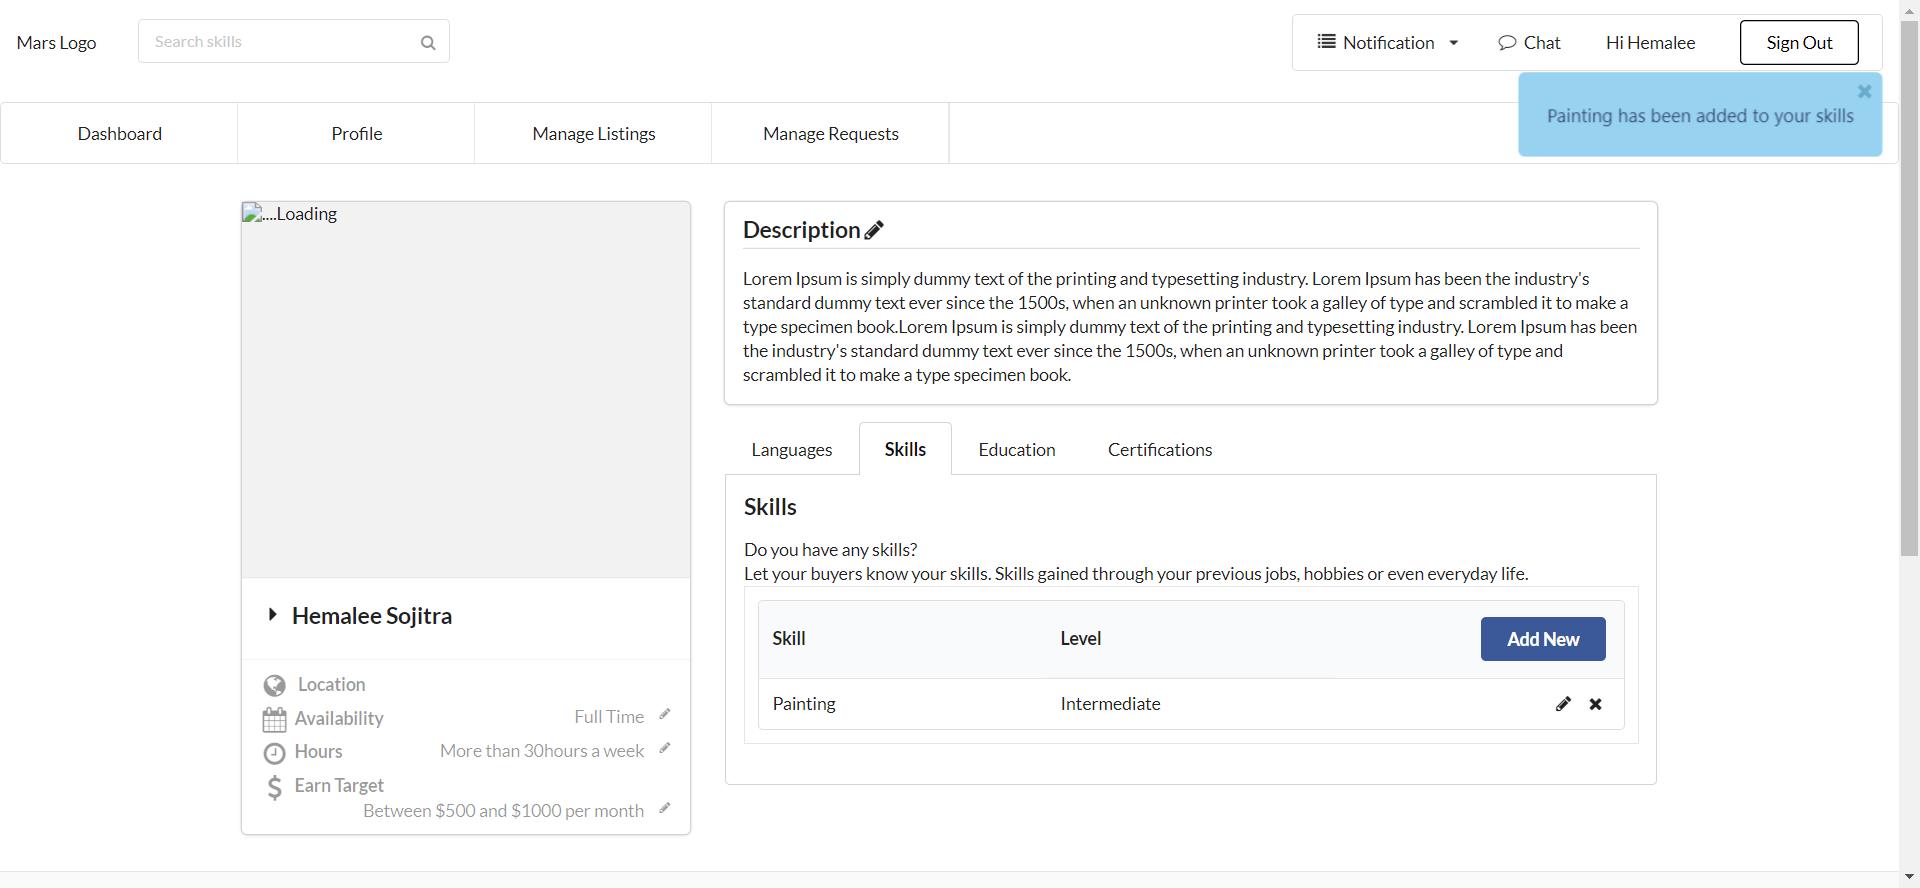 Mars Logo
Search skills
Notification
Chat
Hi Hemalee
Sign Out
Painting has been added to your skills
Dashboard
Profile
Manage Listings
Manage Requests
....Loading
Hemalee Sojitra
Location
Availability
Full Time
Hours
More than 30hours a week
Earn Target
Between $500 and $1000 per month
Description
Lorem Ipsum is simply dummy text of the printing and typesetting industry. Lorem Ipsum has been the industry's
standard dummy text ever since the 1500s, when an unknown printer took a galley of type and scrambled it to make a
type specimen book.Lorem Ipsum is simply dummy text of the printing and typesetting industry. Lorem Ipsum has been
the industry's standard dummy text ever since the 1500s, when an unknown printer took a galley of type and
scrambled it to make a type specimen book.
Languages
Skills
Education
Certifications
Skills
Do you have any skills?
Let your buyers know your skills. Skills gained through your previous jobs, hobbies or even everyday life.
Skill
Level
Add New
Painting
Intermediate